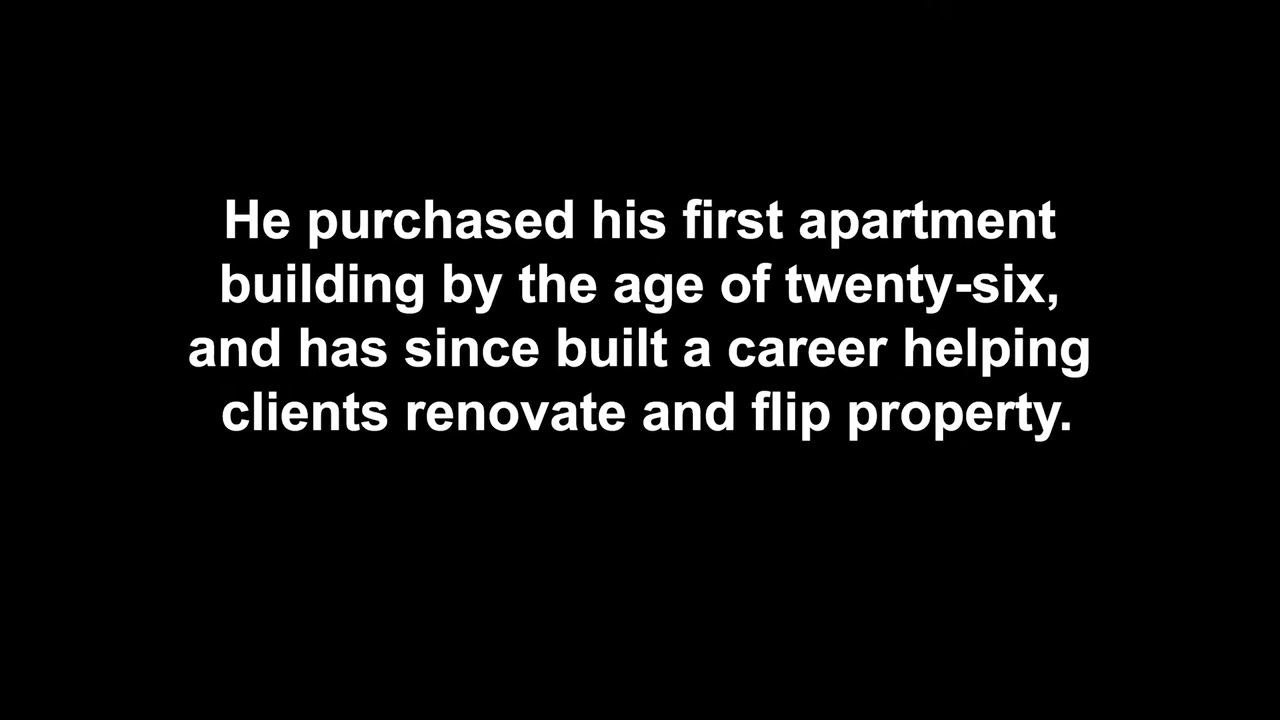 He purchased his first apartment
building by the age of twenty-six,
and has since built a career helping
clients renovate and flip property.